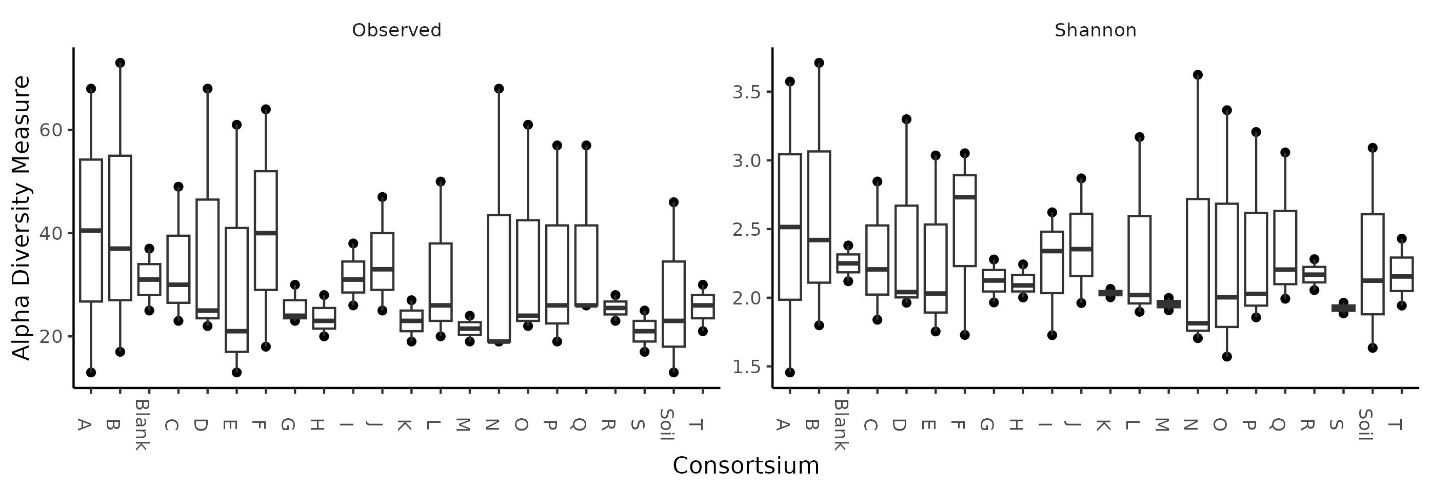 Observed
Shannon
Alpha Diversity Measure
60
40
20
3.5
3.0
2.5
2.0
1.5
A B Blank C D E F G H I J K L M N O P Q R S Soil T
A B Blank C D E F G H I J K L M N O P Q R S Soil T
Consortsium